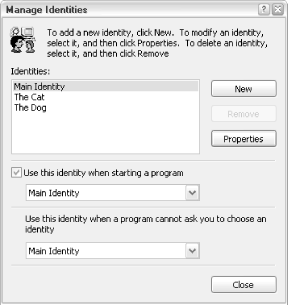 Manage Identities
To add a new identity, click New. To modify an identity,
select it, and then click Properties. To delete an identity,
select it, and then click Remove
Identities:
Main Identity
The Cat
The Dog
New
Remove
Properties
Use this identity when starting a program
Main Identity
Use this identity when a program cannot ask you to choose an
identity
Main Identity
Close